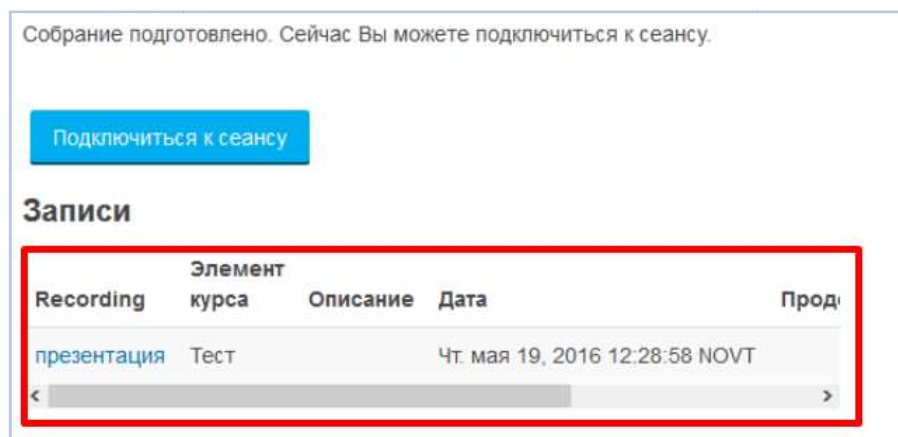 Собрание подготовлено. Сейчас Вы можете подключиться к сеансу.
Подключиться к сеансу
Записи
Элемент
Recording курса Описание Дата
презентация Тест Чт. мая 19, 2016 12:28:58 NOVT